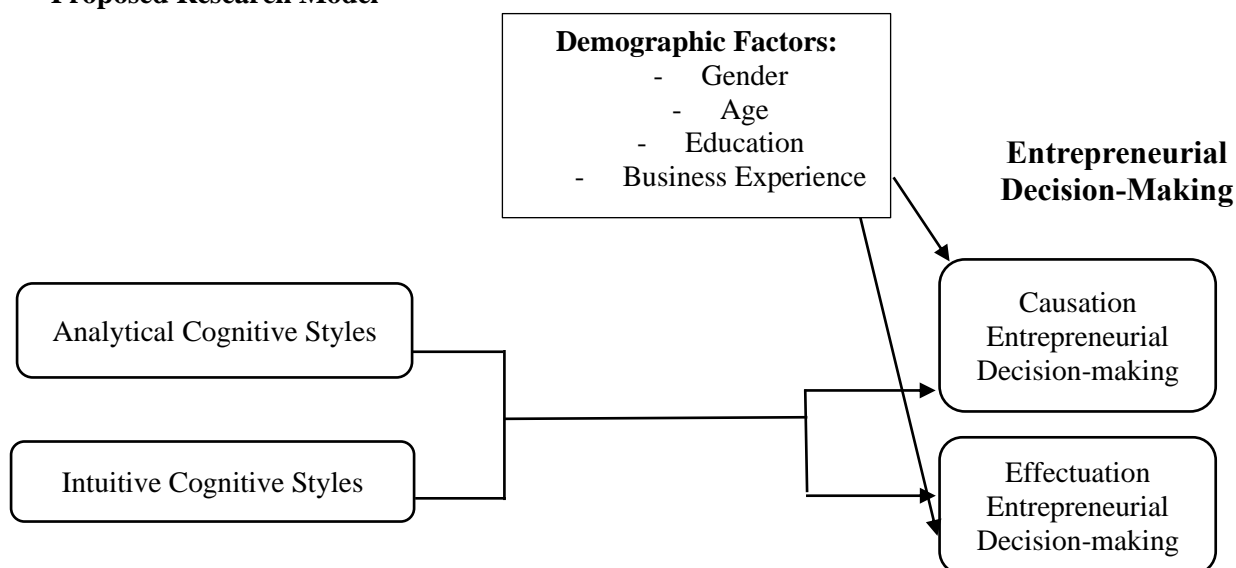 Proposed Research Model
Demographic Factors:
- Gender
- Age
- Education
- Business Experience
Entrepreneurial
Decision-Making
Analytical Cognitive Styles
Causation
Entrepreneurial
Decision-making
Intuitive Cognitive Styles
Effectuation
Entrepreneurial
Decision-making